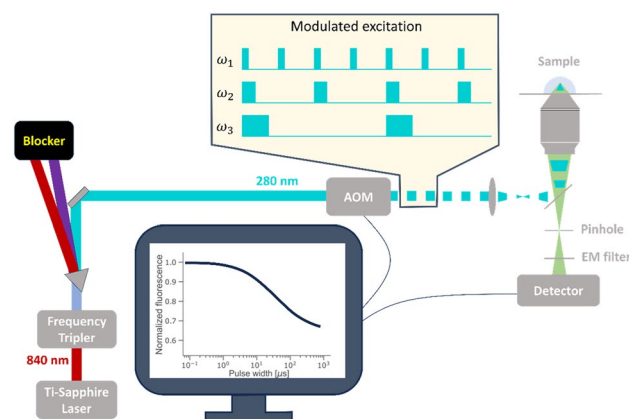 Modulated excitation
ω₁
ω₂
ω₃
Sample
Blocker
280 nm
AOM
Pinhole
EM filter
Detector
Frequency
Tripler
840 nm
Ti-Sapphire
Laser
Normalized fluorescence
1.0
0.9
0.8
0.7
0.6
10⁻¹ 10⁰ 10¹ 10² 10³
Pulse width [μs]